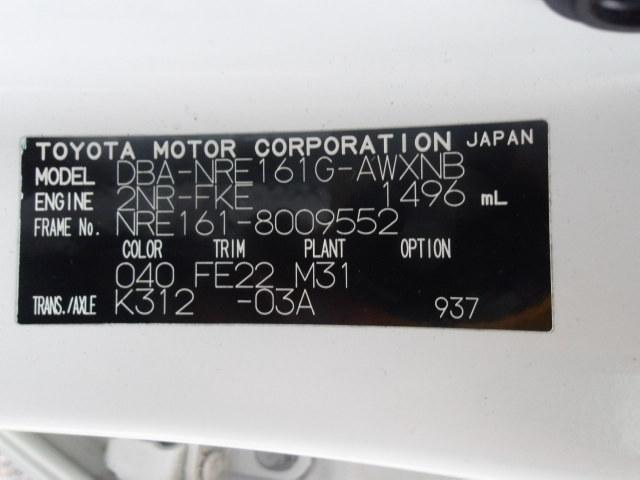 TOYOTA MOTOR CORPORATION JAPAN
MODEL DBA-NRE161G-AWXNB
ENGINE 2NR-FKE 1496 mL
FRAME No. NRE161-8009552
COLOR TRIM PLANT OPTION
040 FE22 M31
TRANS./AXLE K312 -03A 937